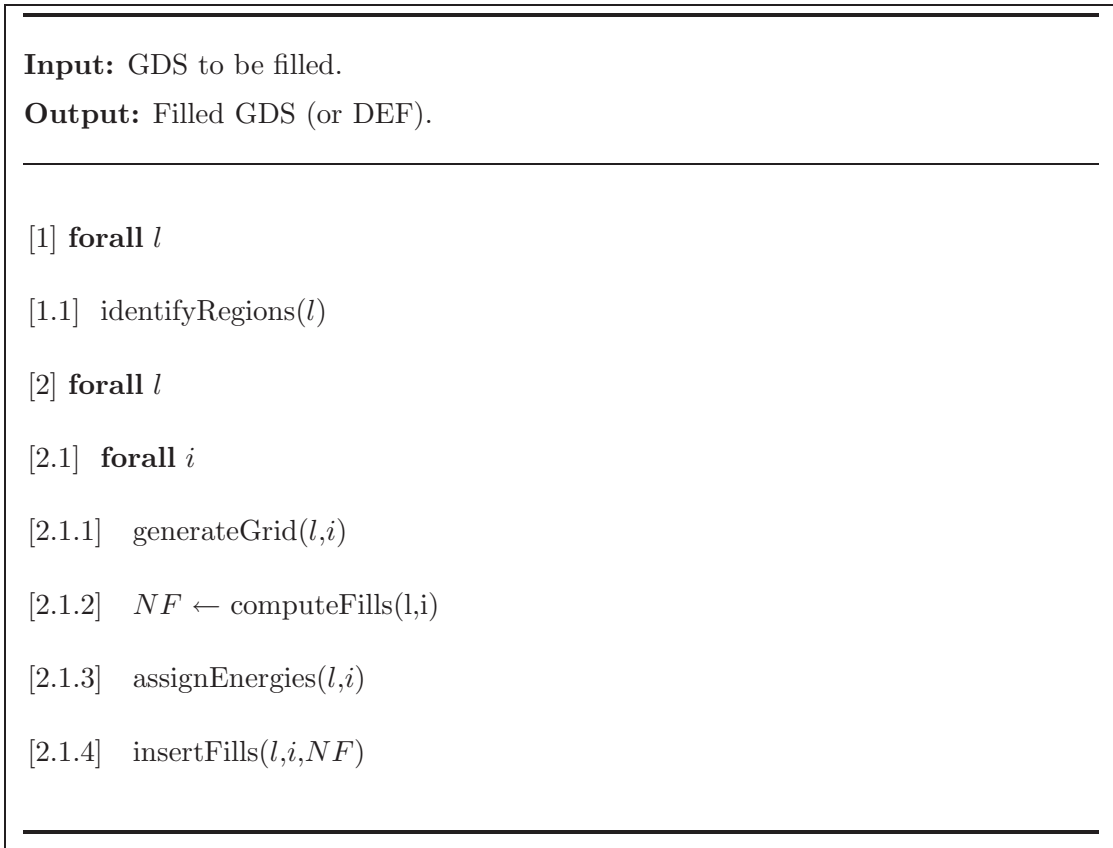 Input: GDS to be filled.
Output: Filled GDS (or DEF).
[1] forall l
[1.1] identifyRegions(l)
[2] forall l
[2.1] forall i
[2.1.1] generateGrid(l,i)
[2.1.2] NF ← computeFills(l,i)
[2.1.3] assignEnergies(l,i)
[2.1.4] insertFills(l,i,NF)